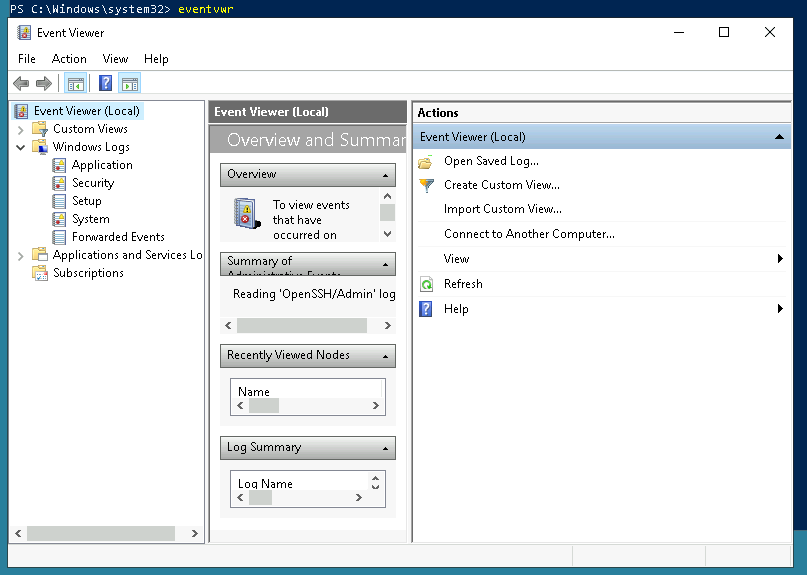 PS C:\Windows\system32> eventvwr
Event Viewer
File Action View Help
Event Viewer (Local)
Custom Views
Windows Logs
Application
Security
Setup
System
Forwarded Events
Applications and Services Lo
Subscriptions
Event Viewer (Local)
Overview and Summar
Overview
To view events
that have
occurred on
Summary of
Administrative Events
Reading 'OpenSSH/Admin' log
Recently Viewed Nodes
Name
Log Summary
Log Name
Actions
Event Viewer (Local)
Open Saved Log...
Create Custom View...
Import Custom View...
Connect to Another Computer...
View
Refresh
Help